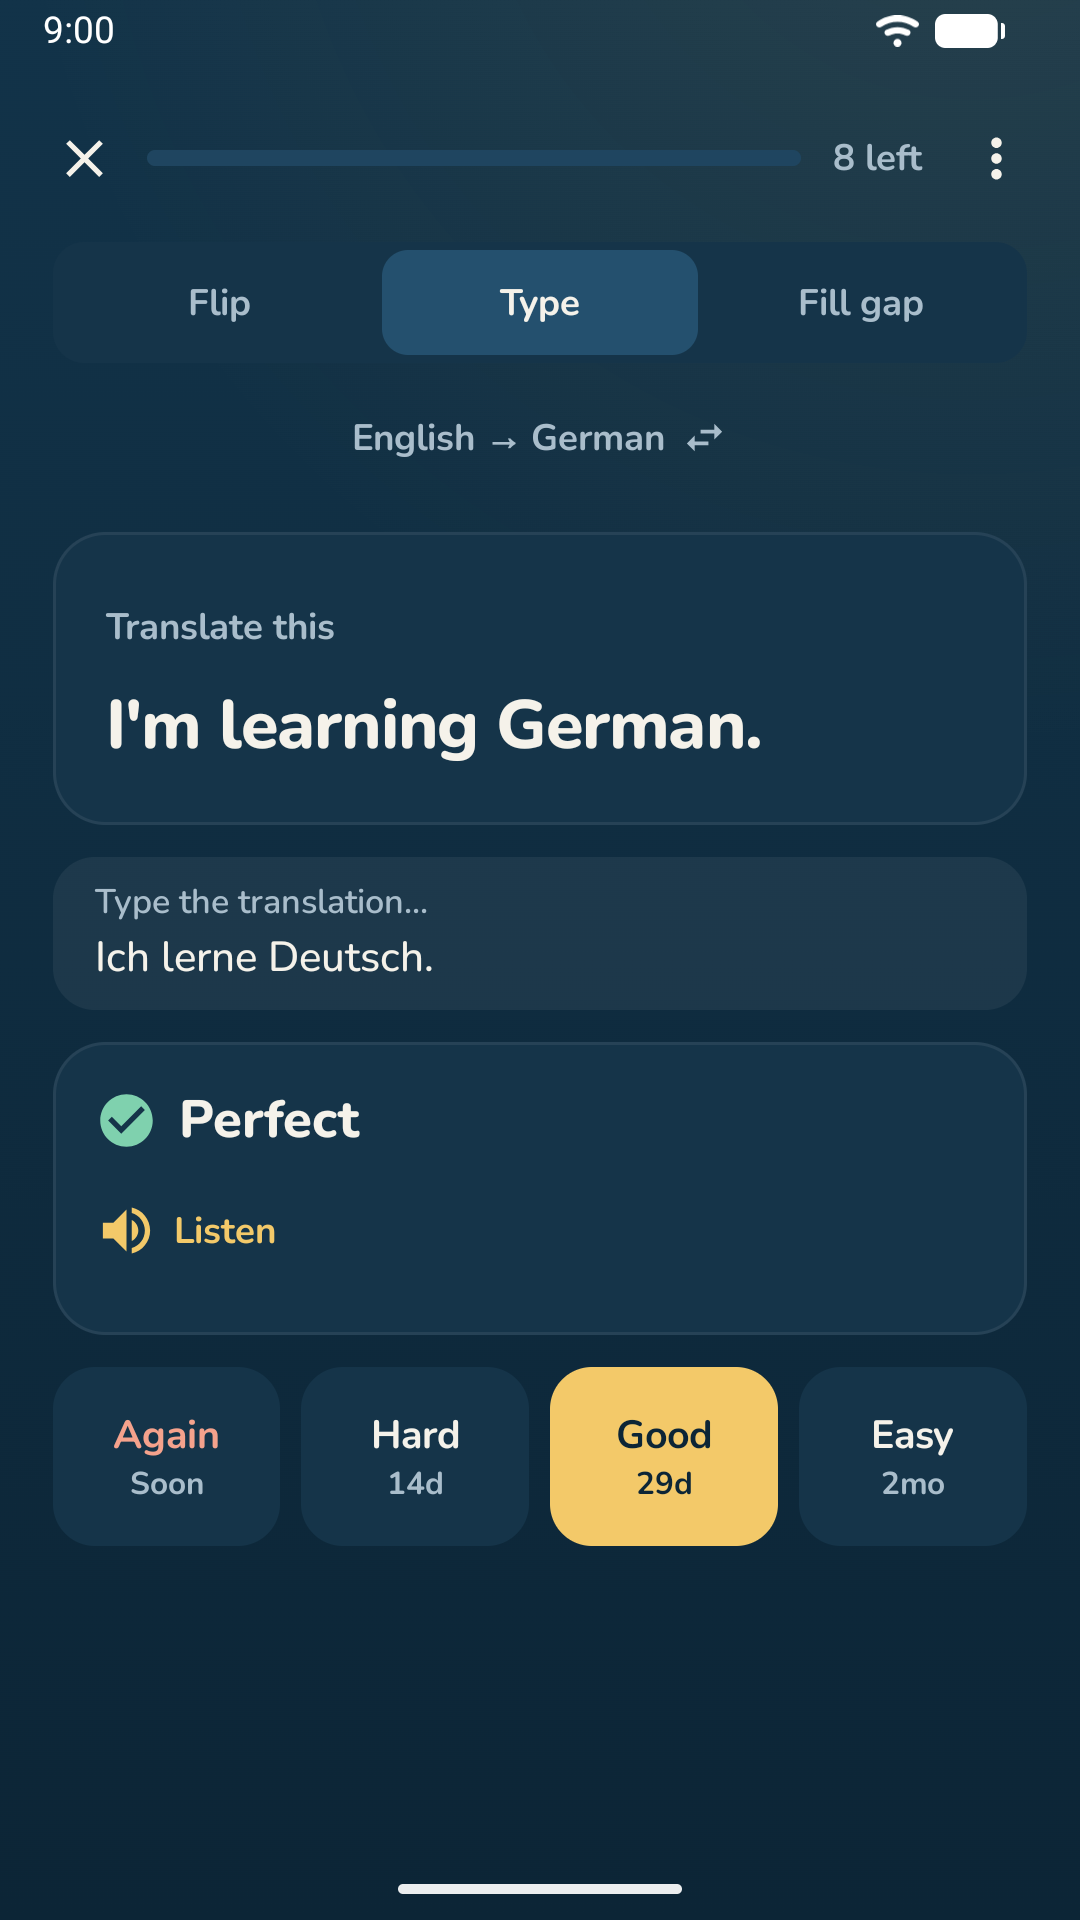 9:00
8 left
Flip
Type
Fill gap
English → German
Translate this
I'm learning German.
Type the translation...
Ich lerne Deutsch.
Perfect
Listen
Again
Soon
Hard
14d
Good
29d
Easy
2mo